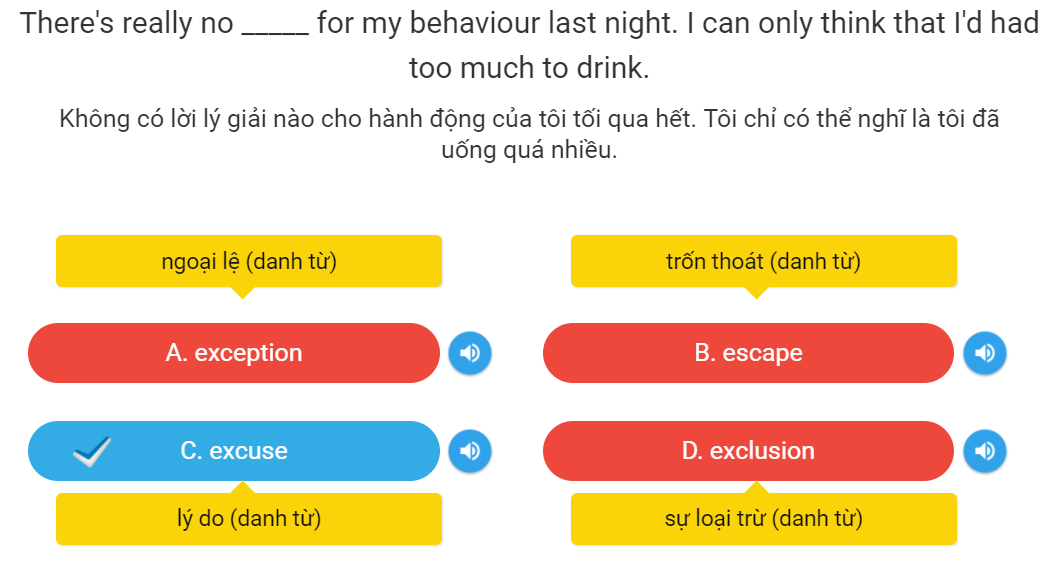 There's really no _____ for my behaviour last night. I can only think that I'd had
too much to drink.
Không có lời lý giải nào cho hành động của tôi tối qua hết. Tôi chỉ có thể nghĩ là tôi đã
uống quá nhiều.
ngoại lệ (danh từ)
trốn thoát (danh từ)
A. exception
B. escape
C. excuse
D. exclusion
lý do (danh từ)
sự loại trừ (danh từ)